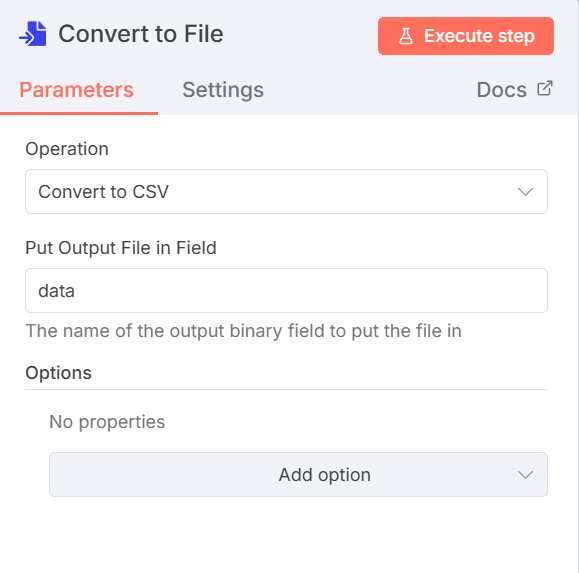 Convert to File
Execute step
Parameters
Settings
Docs
Operation
Convert to CSV
Put Output File in Field
data
The name of the output binary field to put the file in
Options
No properties
Add option